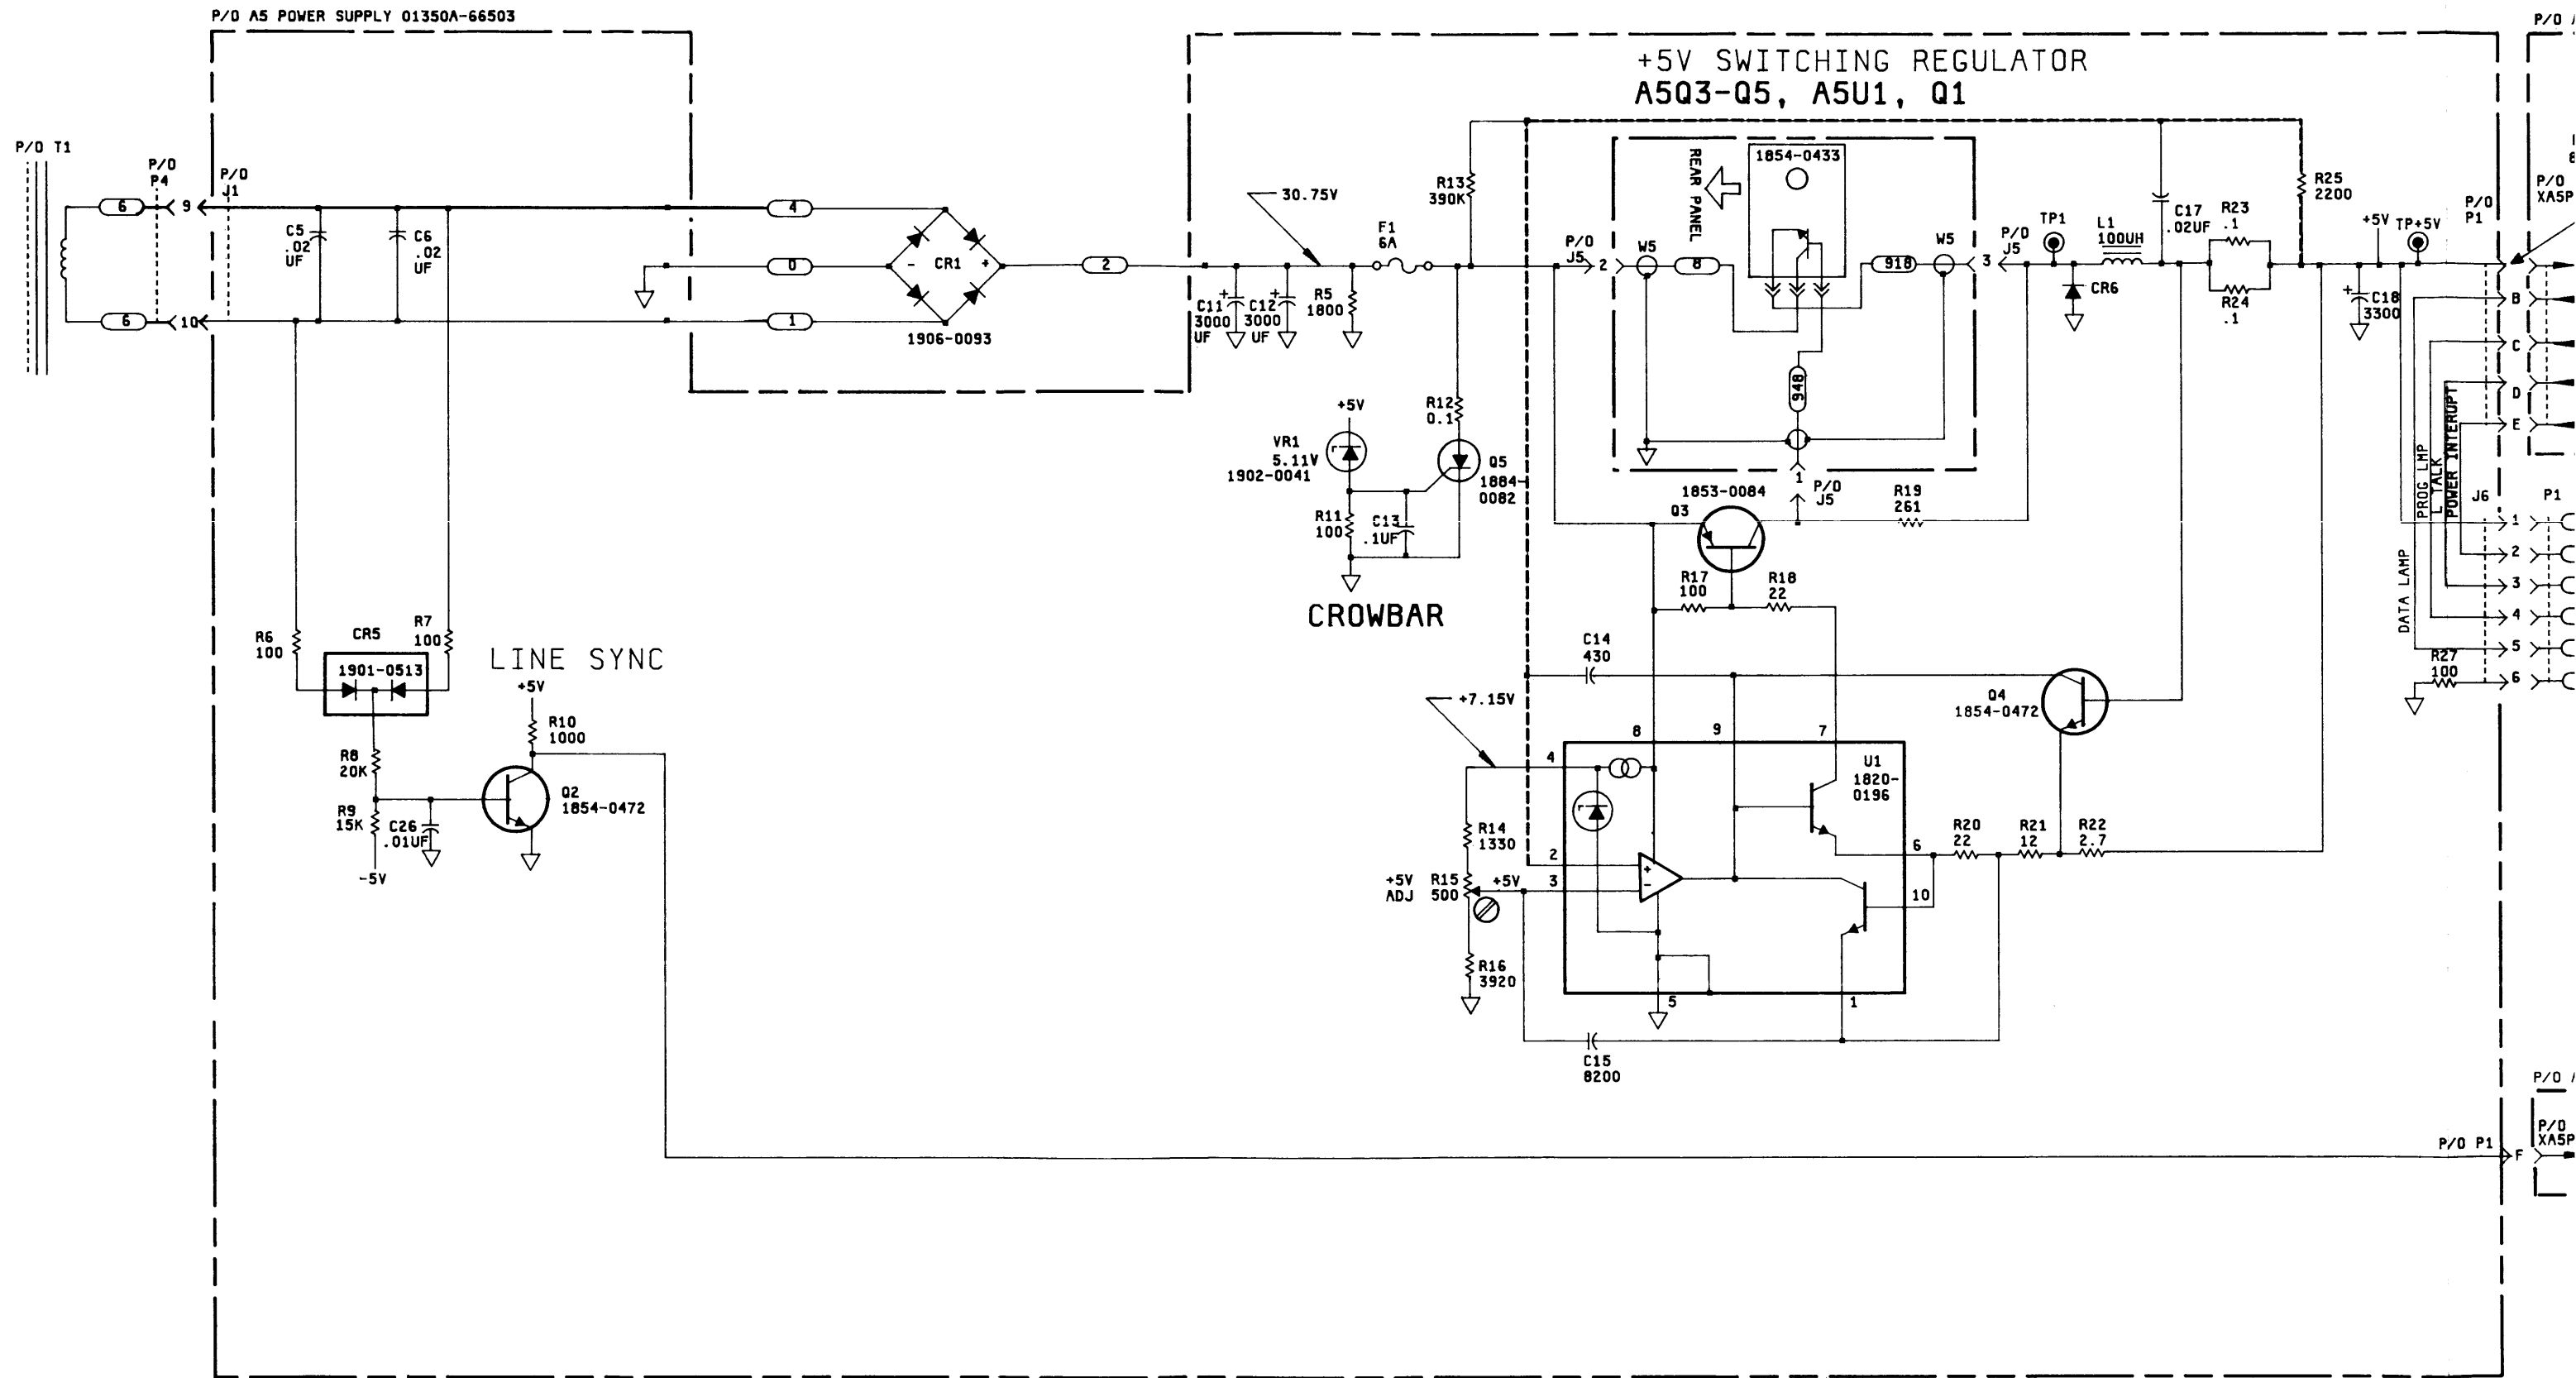 P/O A5 POWER SUPPLY 01350A-66503
+5V SWITCHING REGULATOR
A5Q3-Q5, A5U1, Q1
P/O T1
P/O
P4
P/O
J1
6
9
6
10
C5
.02
UF
C6
.02
UF
4
0
1
CR1
-
+
1906-0093
2
30.75V
C11
3000
UF
C12
3000
UF
R5
1800
F1
6A
R13
390K
P/O
J5
2
W5
8
REAR PANEL
1854-0433
918
W5
3
P/O
J5
948
1
P/O
J5
TP1
CR6
L1
100UH
C17
.02UF
R23
.1
R24
.1
R25
2200
+5V
TP+5V
C18
3300
P/O
P1
B
C
D
E
P/O
XA5P
PROG LMP
L TALK
POWER INTERUPT
DATA LAMP
J6
P1
1
2
3
4
5
6
R27
100
+5V
VR1
5.11V
1902-0041
R12
0.1
Q5
1884-
0082
R11
100
C13
.1UF
CROWBAR
1853-0084
Q3
R19
261
R17
100
R18
22
C14
430
Q4
1854-0472
+7.15V
8
9
7
4
U1
1820-
0196
2
3
6
10
5
1
+
-
R14
1330
+5V
ADJ
R15
500
+5V
R16
3920
R20
22
R21
12
R22
2.7
C15
8200
R6
100
CR5
1901-0513
R7
100
LINE SYNC
+5V
R10
1000
R8
20K
R9
15K
C26
.01UF
-5V
Q2
1854-0472
P/O P1
F
P/O
XA5P